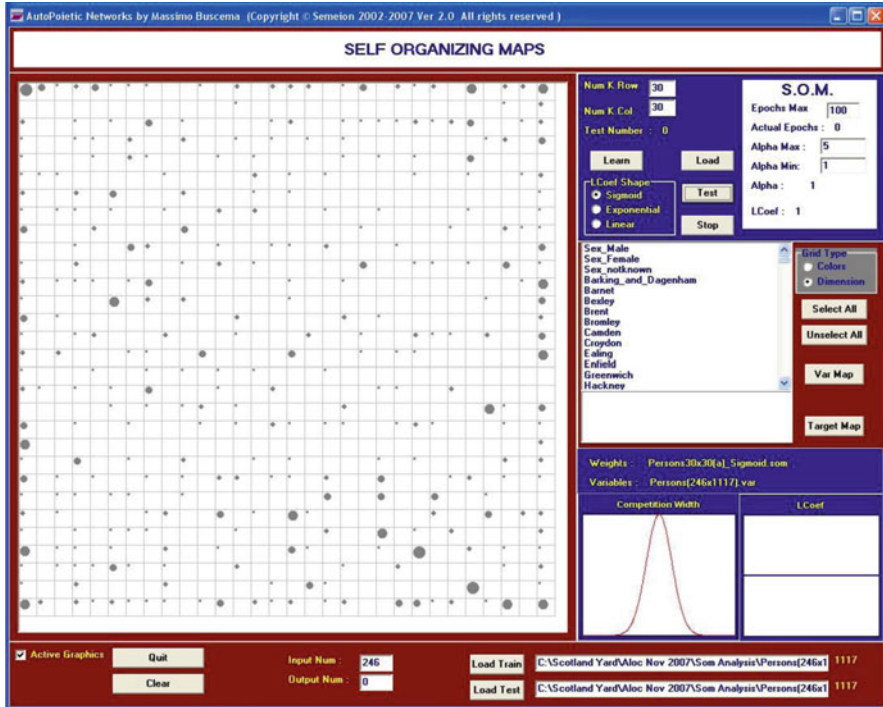 AutoPoietic Networks by Massimo Buscema (Copyright © Semeion 2002-2007 Ver 2.0 All rights reserved )
SELF ORGANIZING MAPS
Num K Row 30
Num K Col 30
Test Number : 0
Learn
Load
LCoef Shape
Sigmoid
Exponential
Linear
Test
Stop
S.O.M.
Epochs Max 100
Actual Epochs : 0
Alpha Max : 5
Alpha Min: 1
Alpha : 1
LCoef : 1
Sex_Male
Sex_Female
Sex_notknown
Barking_and_Dagenham
Barnet
Bexley
Brent
Bromley
Camden
Croydon
Ealing
Enfield
Greenwich
Hackney
Grid Type
Colors
Dimension
Select All
Unselect All
Var Map
Target Map
Weights : Persons30x30(a)_Sigmoid.som
Variables : Persons(246x1117).var
Competition Width
LCoef
Active Graphics
Quit
Clear
Input Num : 246
Output Num : 0
Load Train C:\Scotland Yard\Aloc Nov 2007\Som Analysis\Persons(246x1 1117
Load Test C:\Scotland Yard\Aloc Nov 2007\Som Analysis\Persons(246x1 1117